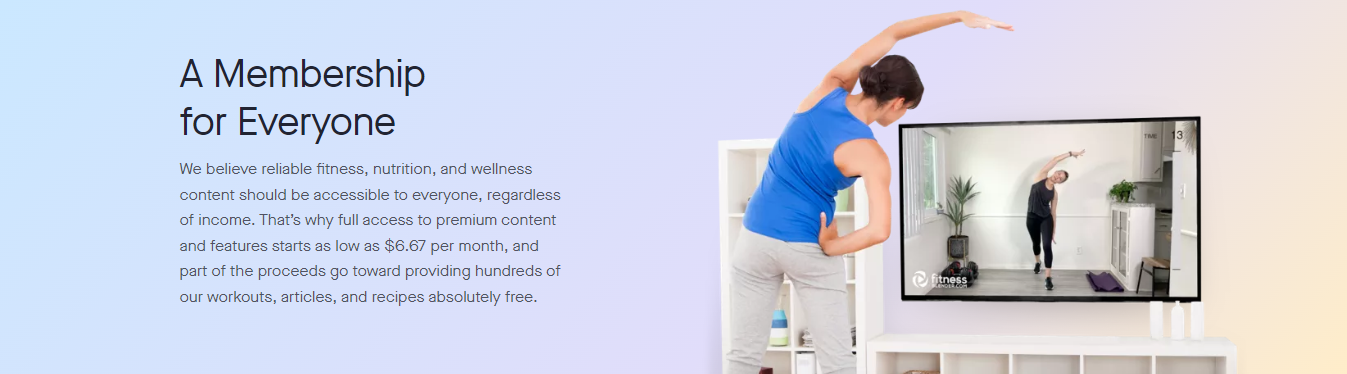 A Membership
for Everyone
We believe reliable fitness, nutrition, and wellness
content should be accessible to everyone, regardless
of income. That's why full access to premium content
and features starts as low as $6.67 per month, and
part of the proceeds go toward providing hundreds of
our workouts, articles, and recipes absolutely free.
TIME 13
fitness
BLENDER.COM